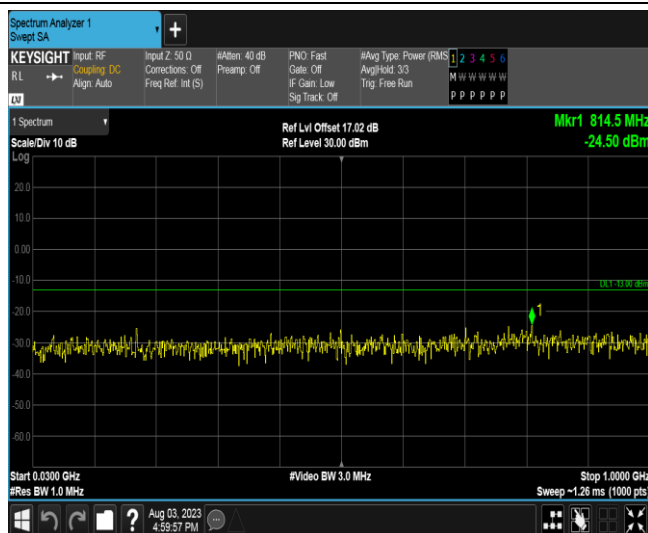 Spectrum Analyzer 1
Swept SA
+
KEYSIGHT
RL
Input: RF
Coupling: DC
Align: Auto
Input Z: 50 Ω
Corrections: Off
Freq Ref: Int (S)
#Atten: 40 dB
Preamp: Off
PNO: Fast
Gate: Off
IF Gain: Low
Sig Track: Off
#Avg Type: Power (RMS
Avg|Hold: 3/3
Trig: Free Run
1 2 3 4 5 6
M W W W W W
P P P P P P
LXI
1 Spectrum
Scale/Div 10 dB
Ref Lvl Offset 17.02 dB
Ref Level 30.00 dBm
Mkr1 814.5 MHz
-24.50 dBm
Log
20.0
10.0
0.00
-10.0
DL1 -13.00 dBm
1
-20.0
-30.0
-40.0
-50.0
-60.0
Start 0.0300 GHz
#Res BW 1.0 MHz
#Video BW 3.0 MHz
Stop 1.0000 GHz
Sweep ~1.26 ms (1000 pts)
?
Aug 03, 2023
4:59:57 PM